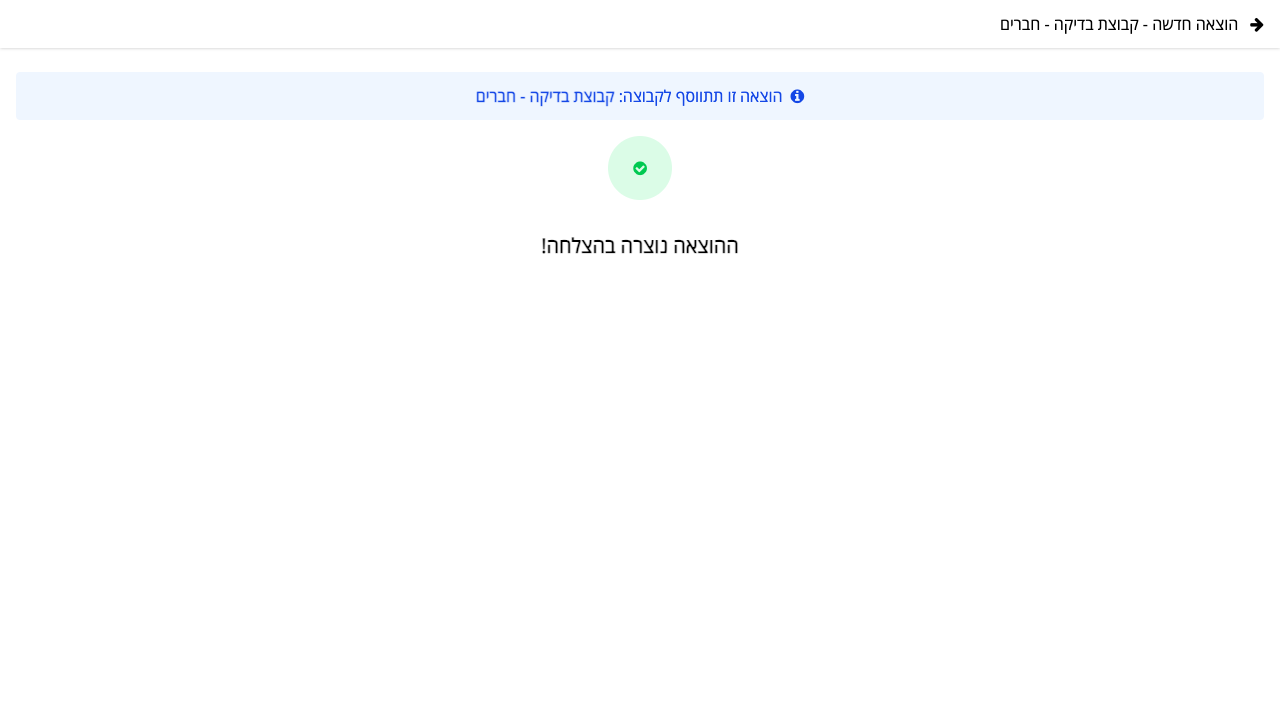 הוצאה חדשה - קבוצת בדיקה - חברים
הוצאה זו תתווסף לקבוצה: קבוצת בדיקה - חברים
ההוצאה נוצרה בהצלחה!